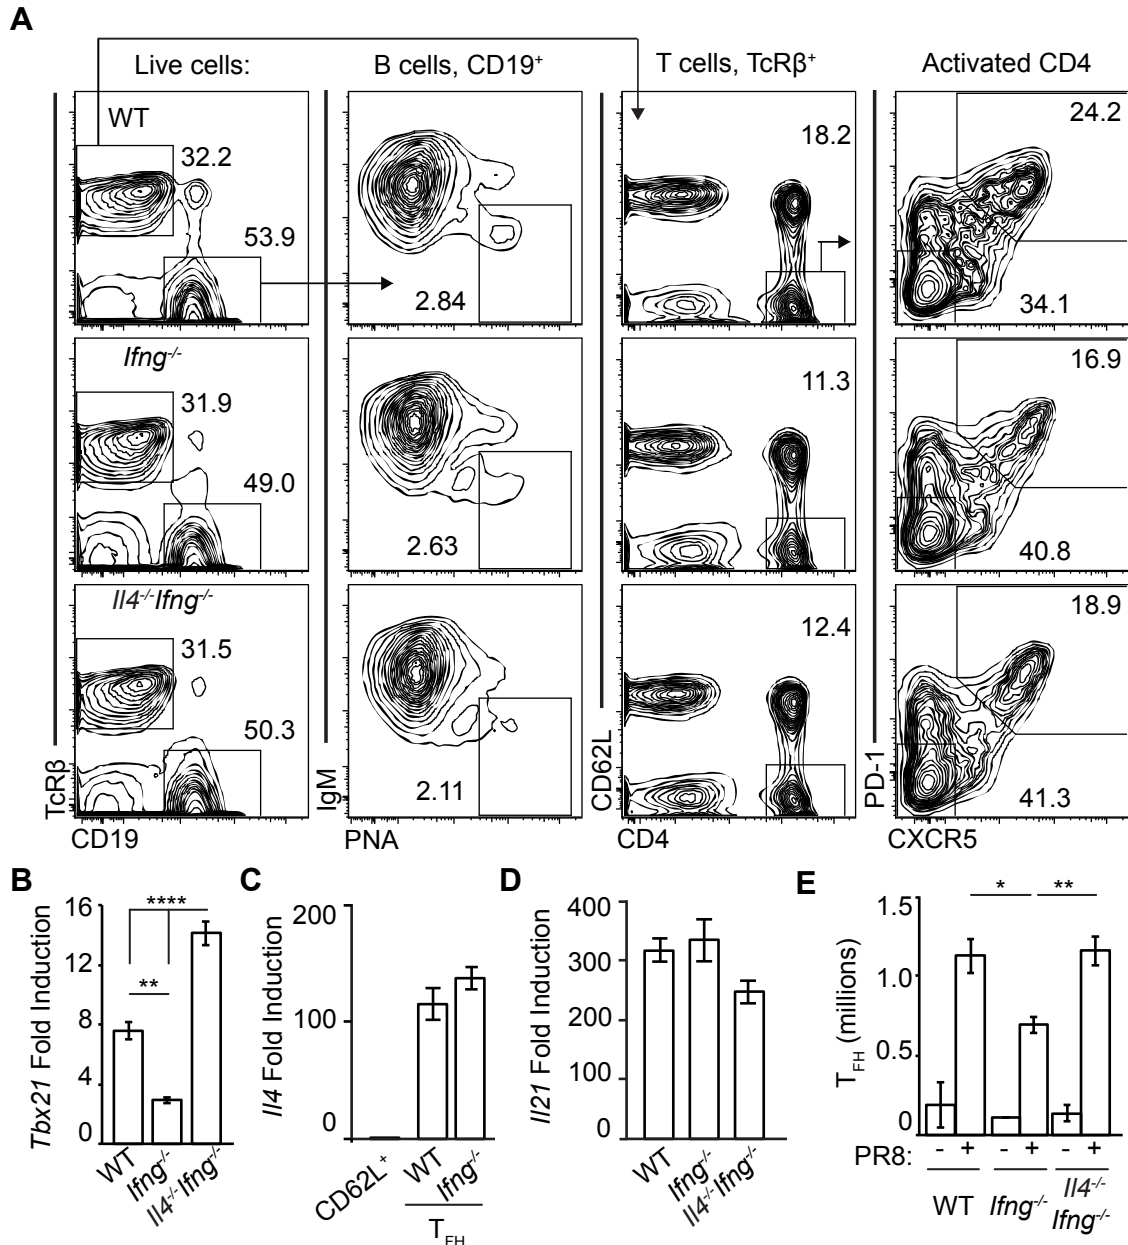 A
Live cells:
B cells, CD19⁺
T cells, TcRβ⁺
Activated CD4
WT
32.2
53.9
2.84
18.2
24.2
34.1
Ifng⁻/⁻
31.9
49.0
2.63
11.3
16.9
40.8
Il4⁻/⁻Ifng⁻/⁻
31.5
50.3
2.11
12.4
18.9
41.3
TcRβ
CD19
IgM
PNA
CD62L
CD4
PD-1
CXCR5
B
Tbx21 Fold Induction
16
12
8
4
0
****
**
WT
Ifng⁻/⁻
Il4⁻/⁻Ifng⁻/⁻
C
Il4 Fold Induction
200
100
0
CD62L⁺
WT
Ifng⁻/⁻
T_FH
D
Il21 Fold Induction
400
300
200
100
0
WT
Ifng⁻/⁻
Il4⁻/⁻Ifng⁻/⁻
E
T_FH (millions)
1.5
1.0
0.5
0
*
**
PR8: - + - + - +
WT
Ifng⁻/⁻
Il4⁻/⁻
Ifng⁻/⁻